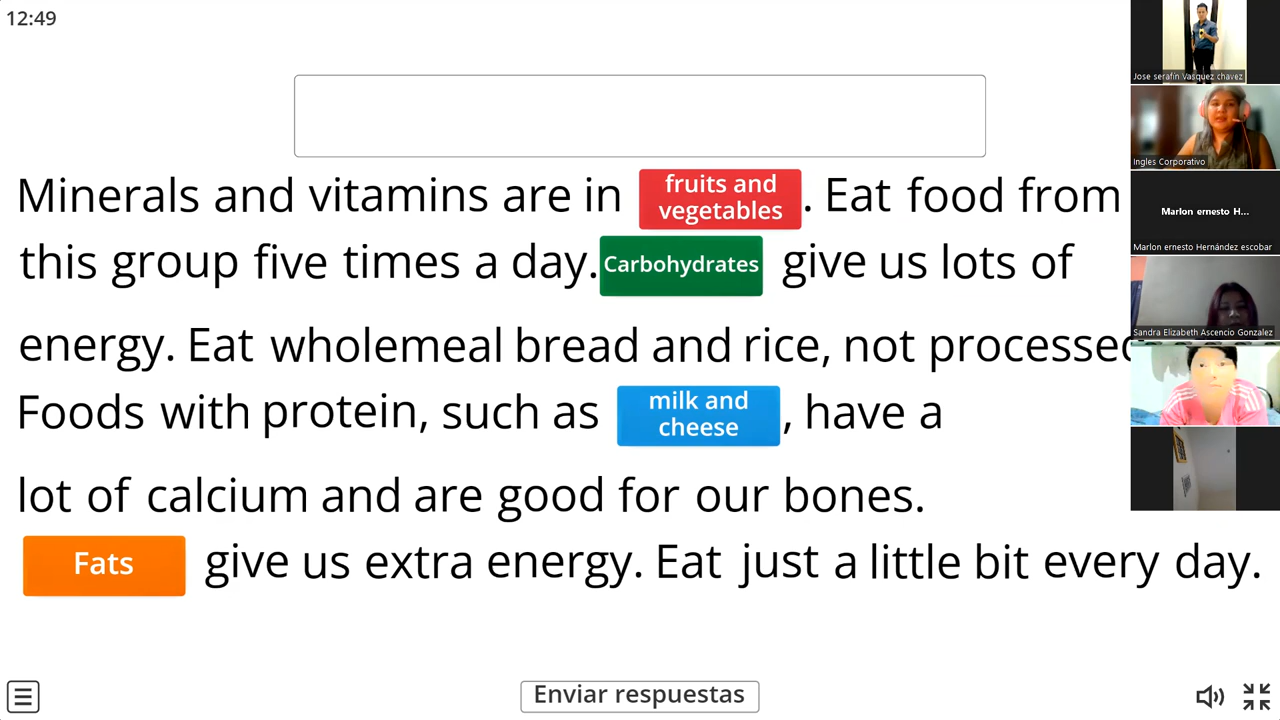 12:49
Minerals and vitamins are in fruits and vegetables. Eat food from
this group five times a day. Carbohydrates give us lots of
energy. Eat wholemeal bread and rice, not processed
Foods with protein, such as milk and cheese, have a
lot of calcium and are good for our bones.
Fats give us extra energy. Eat just a little bit every day.
Enviar respuestas
Jose serafín Vasquez chavez
Ingles Corporativo
Marlon ernesto H...
Marlon ernesto Hernández escobar
Sandra Elizabeth Ascencio Gonzalez